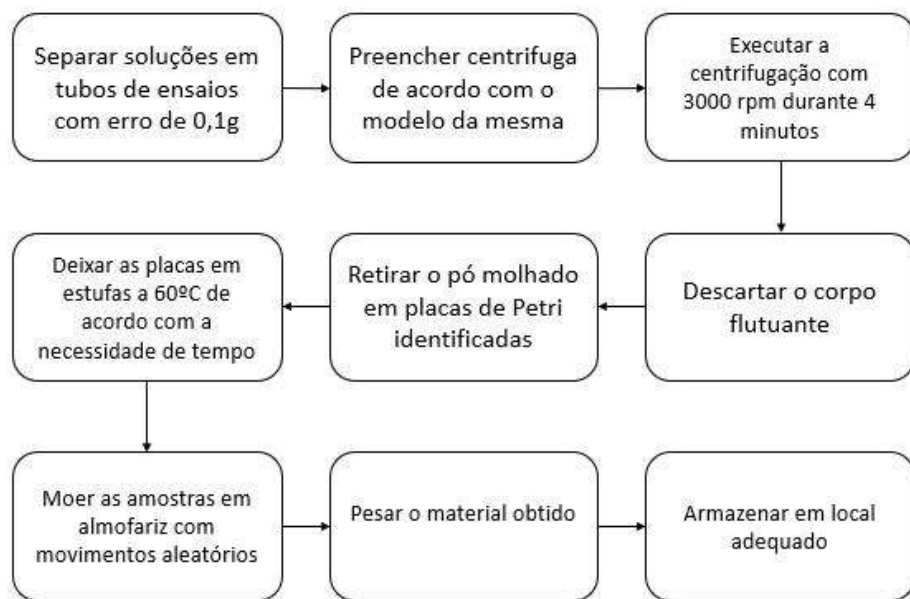 Separar soluções em
tubos de ensaios
com erro de 0,1g
Preencher centrifuga
de acordo com o
modelo da mesma
Executar a
centrifugação com
3000 rpm durante 4
minutos
Descartar o corpo
flutuante
Retirar o pó molhado
em placas de Petri
identificadas
Deixar as placas em
estufas a 60ºC de
acordo com a
necessidade de tempo
Moer as amostras em
almofariz com
movimentos aleatórios
Pesar o material obtido
Armazenar em local
adequado